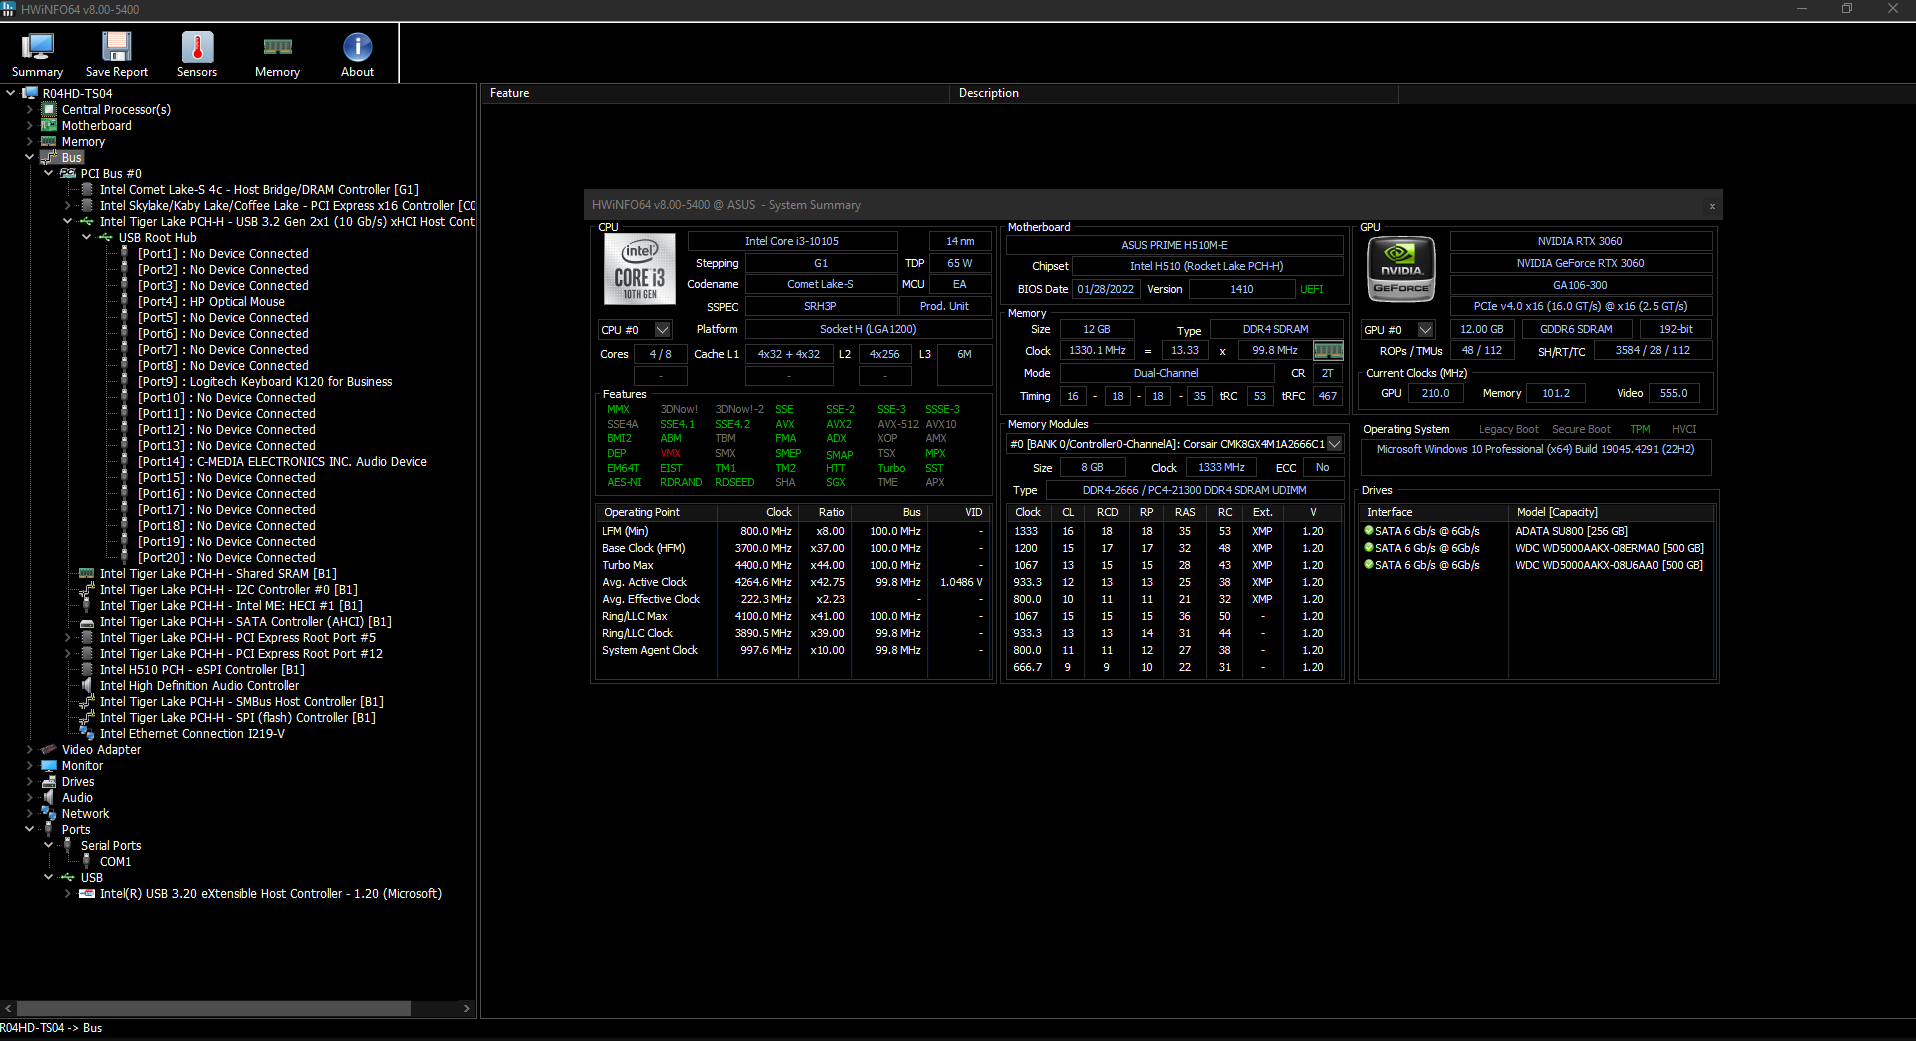 HWiNFO64 v8.00-5400
Summary
Save Report
Sensors
Memory
About
R04HD-TS04
Central Processor(s)
Motherboard
Memory
Bus
PCI Bus #0
Intel Comet Lake-S 4c - Host Bridge/DRAM Controller [G1]
Intel Skylake/Kaby Lake/Coffee Lake - PCI Express x16 Controller [C0
Intel Tiger Lake PCH-H - USB 3.2 Gen 2x1 (10 Gb/s) xHCI Host Cont
USB Root Hub
[Port1] : No Device Connected
[Port2] : No Device Connected
[Port3] : No Device Connected
[Port4] : HP Optical Mouse
[Port5] : No Device Connected
[Port6] : No Device Connected
[Port7] : No Device Connected
[Port8] : No Device Connected
[Port9] : Logitech Keyboard K120 for Business
[Port10] : No Device Connected
[Port11] : No Device Connected
[Port12] : No Device Connected
[Port13] : No Device Connected
[Port14] : C-MEDIA ELECTRONICS INC. Audio Device
[Port15] : No Device Connected
[Port16] : No Device Connected
[Port17] : No Device Connected
[Port18] : No Device Connected
[Port19] : No Device Connected
[Port20] : No Device Connected
Intel Tiger Lake PCH-H - Shared SRAM [B1]
Intel Tiger Lake PCH-H - I2C Controller #0 [B1]
Intel Tiger Lake PCH-H - Intel ME: HECI #1 [B1]
Intel Tiger Lake PCH-H - SATA Controller (AHCI) [B1]
Intel Tiger Lake PCH-H - PCI Express Root Port #5
Intel Tiger Lake PCH-H - PCI Express Root Port #12
Intel H510 PCH - eSPI Controller [B1]
Intel High Definition Audio Controller
Intel Tiger Lake PCH-H - SMBus Host Controller [B1]
Intel Tiger Lake PCH-H - SPI (flash) Controller [B1]
Intel Ethernet Connection I219-V
Video Adapter
Monitor
Drives
Audio
Network
Ports
Serial Ports
COM1
USB
Intel(R) USB 3.20 eXtensible Host Controller - 1.20 (Microsoft)
R04HD-TS04 -> Bus
Feature Description
HWiNFO64 v8.00-5400 @ ASUS - System Summary x
CPU
intel
CORE i3
10TH GEN
Intel Core i3-10105 14 nm
Stepping G1 TDP 65 W
Codename Comet Lake-S MCU EA
SSPEC SRH3P Prod. Unit
CPU #0 Platform Socket H (LGA1200)
Cores 4 / 8 Cache L1 4x32 + 4x32 L2 4x256 L3 6M
- - -
Features
MMX 3DNow! 3DNow!-2 SSE SSE-2 SSE-3 SSSE-3
SSE4A SSE4.1 SSE4.2 AVX AVX2 AVX-512 AVX10
BMI2 ABM TBM FMA ADX XOP AMX
DEP VMX SMX SMEP SMAP TSX MPX
EM64T EIST TM1 TM2 HTT Turbo SST
AES-NI RDRAND RDSEED SHA SGX TME APX
Operating Point Clock Ratio Bus VID
LFM (Min) 800.0 MHz x8.00 100.0 MHz -
Base Clock (HFM) 3700.0 MHz x37.00 100.0 MHz -
Turbo Max 4400.0 MHz x44.00 100.0 MHz -
Avg. Active Clock 4264.6 MHz x42.75 99.8 MHz 1.0486 V
Avg. Effective Clock 222.3 MHz x2.23 - -
Ring/LLC Max 4100.0 MHz x41.00 100.0 MHz -
Ring/LLC Clock 3890.5 MHz x39.00 99.8 MHz -
System Agent Clock 997.6 MHz x10.00 99.8 MHz -
Motherboard
ASUS PRIME H510M-E
Chipset Intel H510 (Rocket Lake PCH-H)
BIOS Date 01/28/2022 Version 1410 UEFI
Memory
Size 12 GB Type DDR4 SDRAM
Clock 1330.1 MHz = 13.33 x 99.8 MHz
Mode Dual-Channel CR 2T
Timing 16 - 18 - 18 - 35 tRC 53 tRFC 467
Memory Modules
#0 [BANK 0/Controller0-ChannelA]: Corsair CMK8GX4M1A2666C1
Size 8 GB Clock 1333 MHz ECC No
Type DDR4-2666 / PC4-21300 DDR4 SDRAM UDIMM
Clock CL RCD RP RAS RC Ext. V
1333 16 18 18 35 53 XMP 1.20
1200 15 17 17 32 48 XMP 1.20
1067 13 15 15 28 43 XMP 1.20
933.3 12 13 13 25 38 XMP 1.20
800.0 10 11 11 21 32 XMP 1.20
1067 15 15 15 36 50 - 1.20
933.3 13 13 14 31 44 - 1.20
800.0 11 11 12 27 38 - 1.20
666.7 9 9 10 22 31 - 1.20
GPU
NVIDIA.
GEFORCE
NVIDIA RTX 3060
NVIDIA GeForce RTX 3060
GA106-300
PCIe v4.0 x16 (16.0 GT/s) @ x16 (2.5 GT/s)
GPU #0 12.00 GB GDDR6 SDRAM 192-bit
ROPs / TMUs 48 / 112 SH/RT/TC 3584 / 28 / 112
Current Clocks (MHz)
GPU 210.0 Memory 101.2 Video 555.0
Operating System Legacy Boot Secure Boot TPM HVCI
Microsoft Windows 10 Professional (x64) Build 19045.4291 (22H2)
Drives
Interface Model [Capacity]
SATA 6 Gb/s @ 6Gb/s ADATA SU800 [256 GB]
SATA 6 Gb/s @ 6Gb/s WDC WD5000AAKX-08ERMA0 [500 GB]
SATA 6 Gb/s @ 6Gb/s WDC WD5000AAKX-08U6AA0 [500 GB]